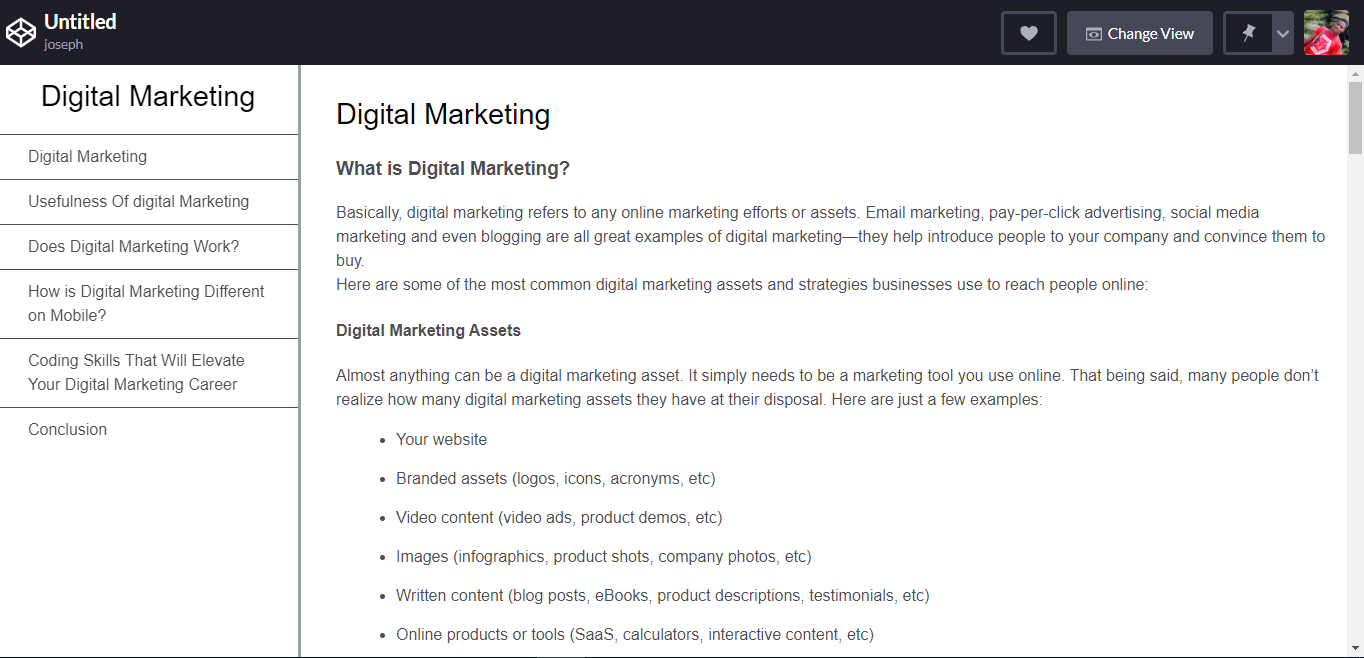 Untitled
joseph
Change View
Digital Marketing
Digital Marketing
Usefulness Of digital Marketing
Does Digital Marketing Work?
How is Digital Marketing Different
on Mobile?
Coding Skills That Will Elevate
Your Digital Marketing Career
Conclusion
Digital Marketing
What is Digital Marketing?
Basically, digital marketing refers to any online marketing efforts or assets. Email marketing, pay-per-click advertising, social media
marketing and even blogging are all great examples of digital marketing—they help introduce people to your company and convince them to
buy.
Here are some of the most common digital marketing assets and strategies businesses use to reach people online:
Digital Marketing Assets
Almost anything can be a digital marketing asset. It simply needs to be a marketing tool you use online. That being said, many people don’t
realize how many digital marketing assets they have at their disposal. Here are just a few examples:
• Your website
• Branded assets (logos, icons, acronyms, etc)
• Video content (video ads, product demos, etc)
• Images (infographics, product shots, company photos, etc)
• Written content (blog posts, eBooks, product descriptions, testimonials, etc)
• Online products or tools (SaaS, calculators, interactive content, etc)